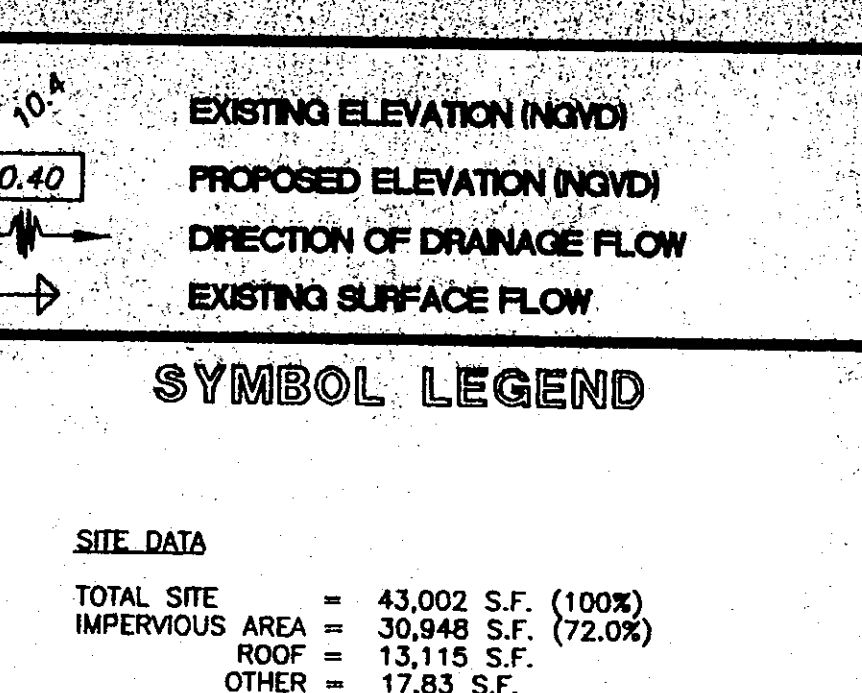 10.4 EXISTING ELEVATION (NGVD)
0.40 PROPOSED ELEVATION (NGVD)
DIRECTION OF DRAINAGE FLOW
EXISTING SURFACE FLOW
SYMBOL LEGEND
SITE DATA
TOTAL SITE = 43,002 S.F. (100%)
IMPERVIOUS AREA = 30,948 S.F. (72.0%)
ROOF = 13,115 S.F.
OTHER = 17,83 S.F.